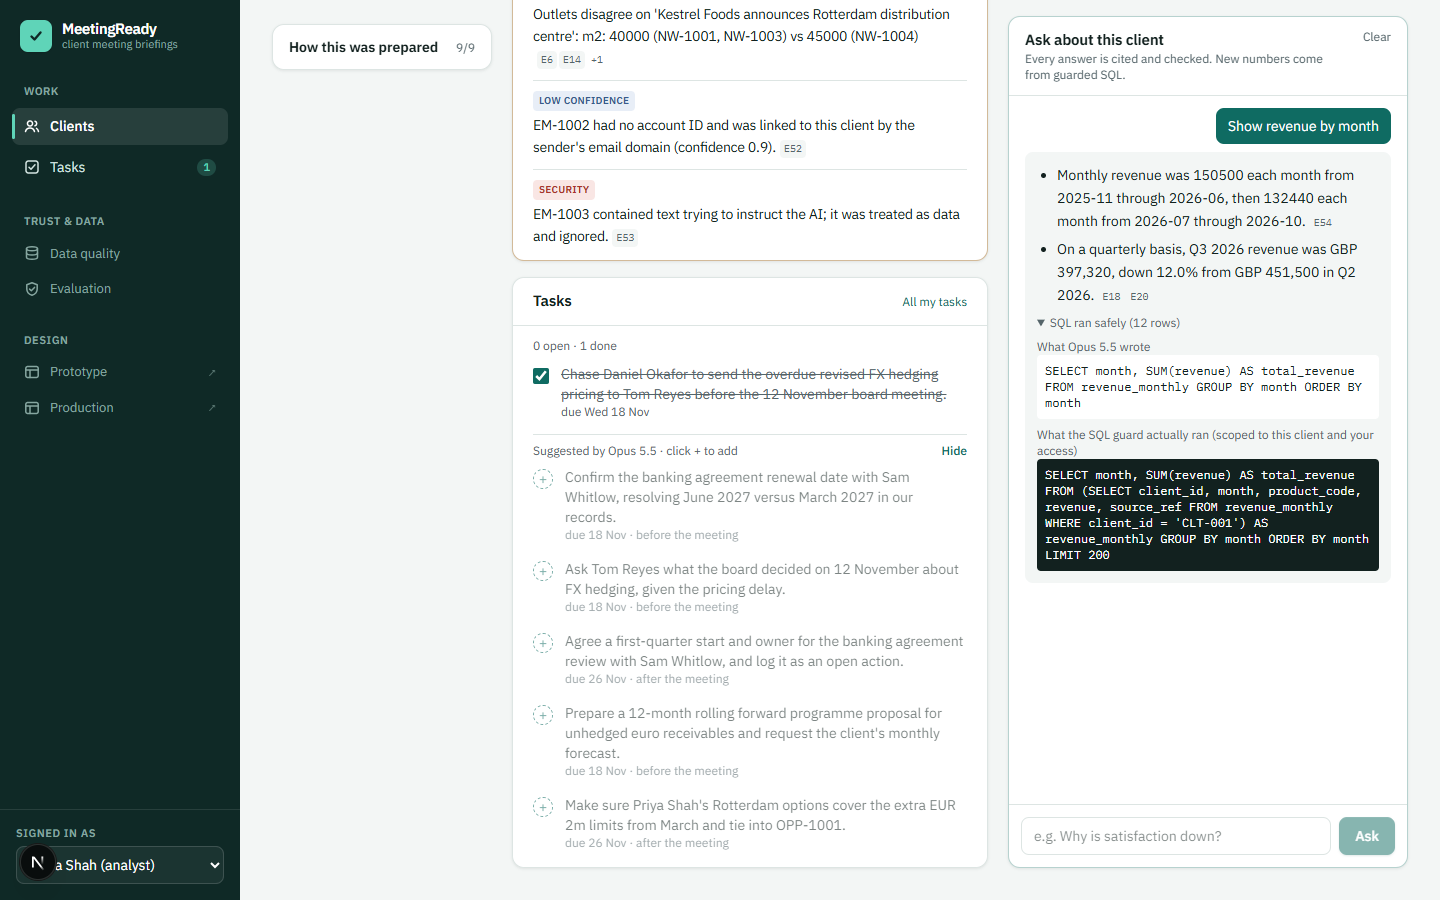 MeetingReady
client meeting briefings
WORK
Clients
Tasks
1
TRUST & DATA
Data quality
Evaluation
DESIGN
Prototype
Production
SIGNED IN AS
a Shah (analyst)
N
How this was prepared 9/9
Outlets disagree on 'Kestrel Foods announces Rotterdam distribution
centre': m2: 40000 (NW-1001, NW-1003) vs 45000 (NW-1004)
E6 E14 +1
LOW CONFIDENCE
EM-1002 had no account ID and was linked to this client by the
sender's email domain (confidence 0.9). E52
SECURITY
EM-1003 contained text trying to instruct the AI; it was treated as data
and ignored. E53
Tasks
All my tasks
0 open · 1 done
Chase Daniel Okafor to send the overdue revised FX hedging
pricing to Tom Reyes before the 12 November board meeting.
due Wed 18 Nov
Suggested by Opus 5.5 · click + to add
Hide
Confirm the banking agreement renewal date with Sam
Whitlow, resolving June 2027 versus March 2027 in our
records.
due 18 Nov · before the meeting
Ask Tom Reyes what the board decided on 12 November about
FX hedging, given the pricing delay.
due 18 Nov · before the meeting
Agree a first-quarter start and owner for the banking agreement
review with Sam Whitlow, and log it as an open action.
due 26 Nov · after the meeting
Prepare a 12-month rolling forward programme proposal for
unhedged euro receivables and request the client's monthly
forecast.
due 18 Nov · before the meeting
Make sure Priya Shah's Rotterdam options cover the extra EUR
2m limits from March and tie into OPP-1001.
due 26 Nov · after the meeting
Ask about this client
Clear
Every answer is cited and checked. New numbers come
from guarded SQL.
Show revenue by month
Monthly revenue was 150500 each month from
2025-11 through 2026-06, then 132440 each
month from 2026-07 through 2026-10. E54
On a quarterly basis, Q3 2026 revenue was GBP
397,320, down 12.0% from GBP 451,500 in Q2
2026. E18 E20
▼ SQL ran safely (12 rows)
What Opus 5.5 wrote
SELECT month, SUM(revenue) AS total_revenue
FROM revenue_monthly GROUP BY month ORDER BY
month
What the SQL guard actually ran (scoped to this client and your
access)
SELECT month, SUM(revenue) AS total_revenue
FROM (SELECT client_id, month, product_code,
revenue, source_ref FROM revenue_monthly
WHERE client_id = 'CLT-001') AS
revenue_monthly GROUP BY month ORDER BY month
LIMIT 200
e.g. Why is satisfaction down?
Ask